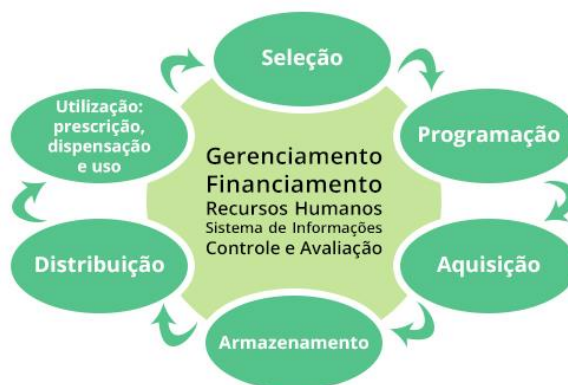 Seleção
Programação
Aquisição
Armazenamento
Distribuição
Utilização:
prescrição,
dispensação
e uso
Gerenciamento
Financiamento
Recursos Humanos
Sistema de Informações
Controle e Avaliação